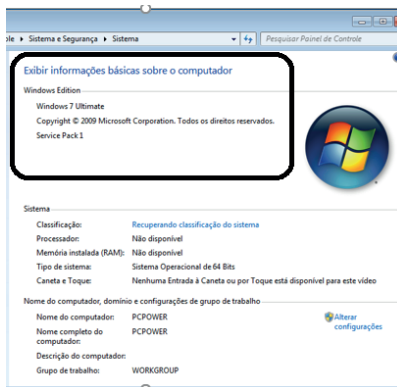 ole ▸ Sistema e Segurança ▸ Sistema
Pesquisar Painel de Controle
Exibir informações básicas sobre o computador
Windows Edition
Windows 7 Ultimate
Copyright © 2009 Microsoft Corporation. Todos os direitos reservados.
Service Pack 1
Sistema
Classificação: Recuperando classificação do sistema
Processador: Não disponível
Memória instalada (RAM): Não disponível
Tipo de sistema: Sistema Operacional de 64 Bits
Caneta e Toque: Nenhuma Entrada à Caneta ou por Toque está disponível para este vídeo
Nome do computador, domínio e configurações de grupo de trabalho
Nome do computador: PCPOWER
Alterar
configurações
Nome completo do
computador: PCPOWER
Descrição do computador:
Grupo de trabalho: WORKGROUP